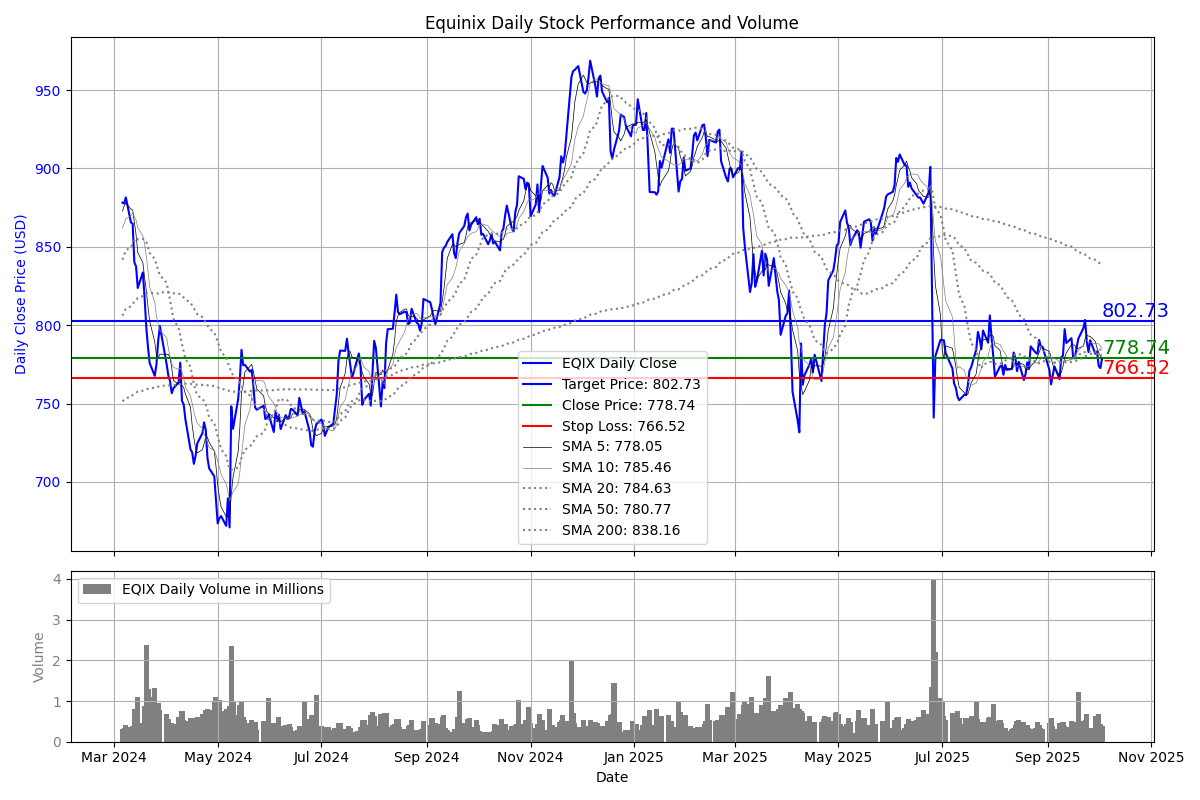 Equinix Daily Stock Performance and Volume
Daily Close Price (USD)
950
900
850
800
750
700
802.73
778.74
766.52
EQIX Daily Close
Target Price: 802.73
Close Price: 778.74
Stop Loss: 766.52
SMA 5: 778.05
SMA 10: 785.46
SMA 20: 784.63
SMA 50: 780.77
SMA 200: 838.16
EQIX Daily Volume in Millions
Volume
4
3
2
1
0
Mar 2024 May 2024 Jul 2024 Sep 2024 Nov 2024 Jan 2025 Mar 2025 May 2025 Jul 2025 Sep 2025 Nov 2025
Date